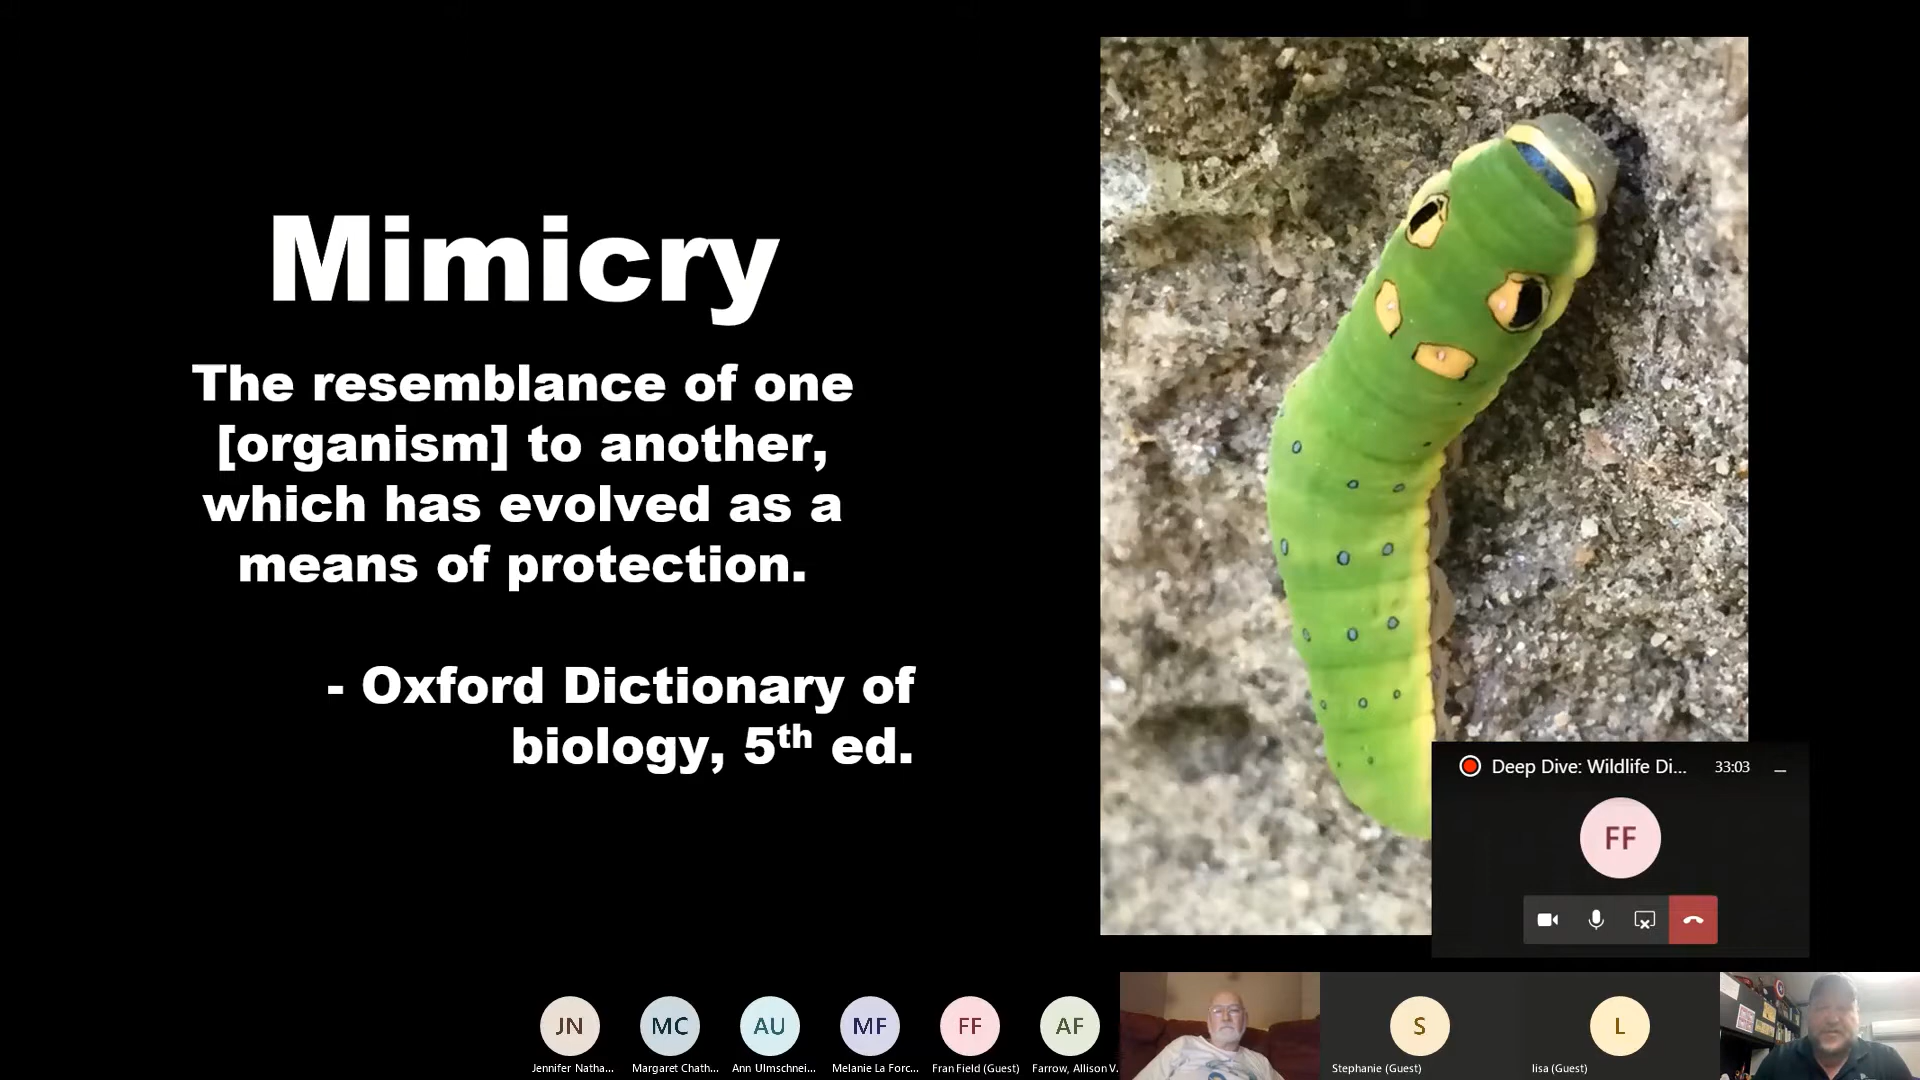 Mimicry
The resemblance of one
[organism] to another,
which has evolved as a
means of protection.
- Oxford Dictionary of
biology, 5th ed.
Deep Dive: Wildlife Di... 33:03
FF
JN MC AU MF FF AF S L
Jennifer Natha... Margaret Chath... Ann Ulmschnei... Melanie La Forc... Fran Field (Guest) Farrow, Allison V. Stephanie (Guest) lisa (Guest)